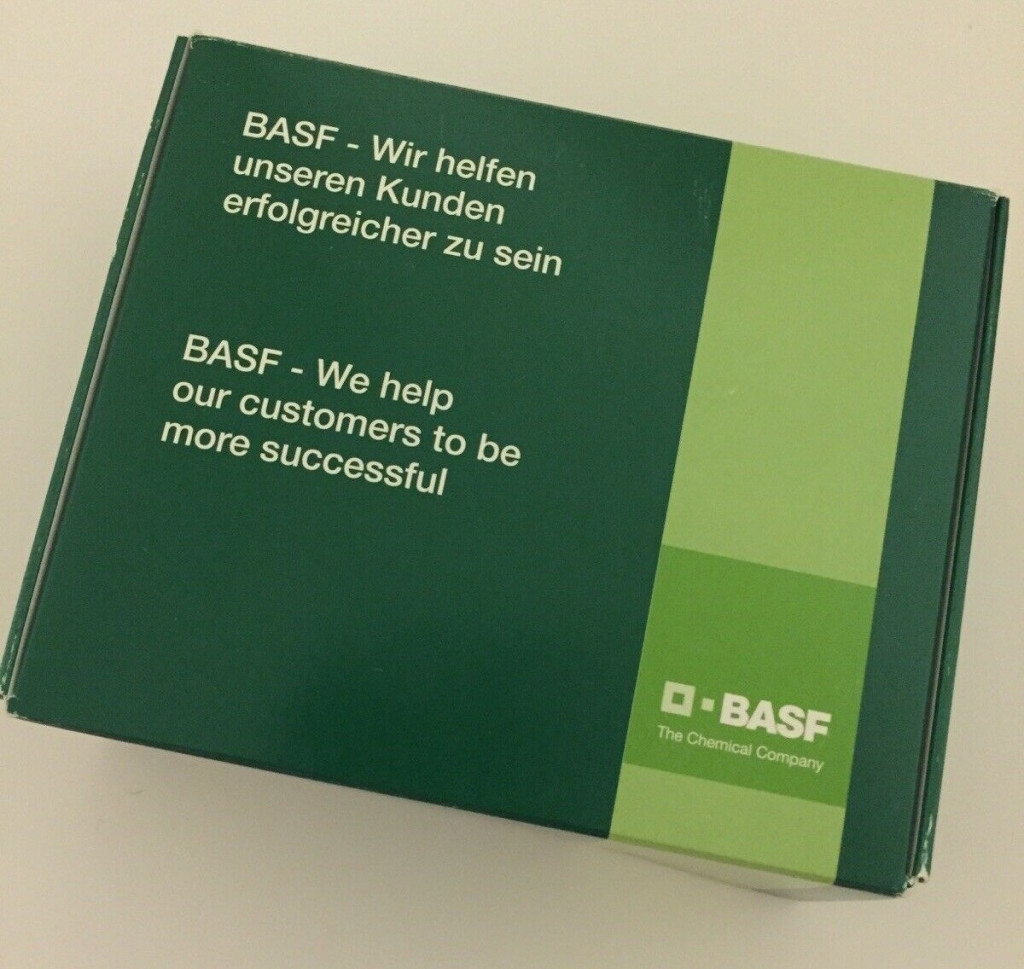 BASF - Wir helfen
unseren Kunden
erfolgreicher zu sein
BASF - We help
our customers to be
more successful
BASF
The Chemical Company